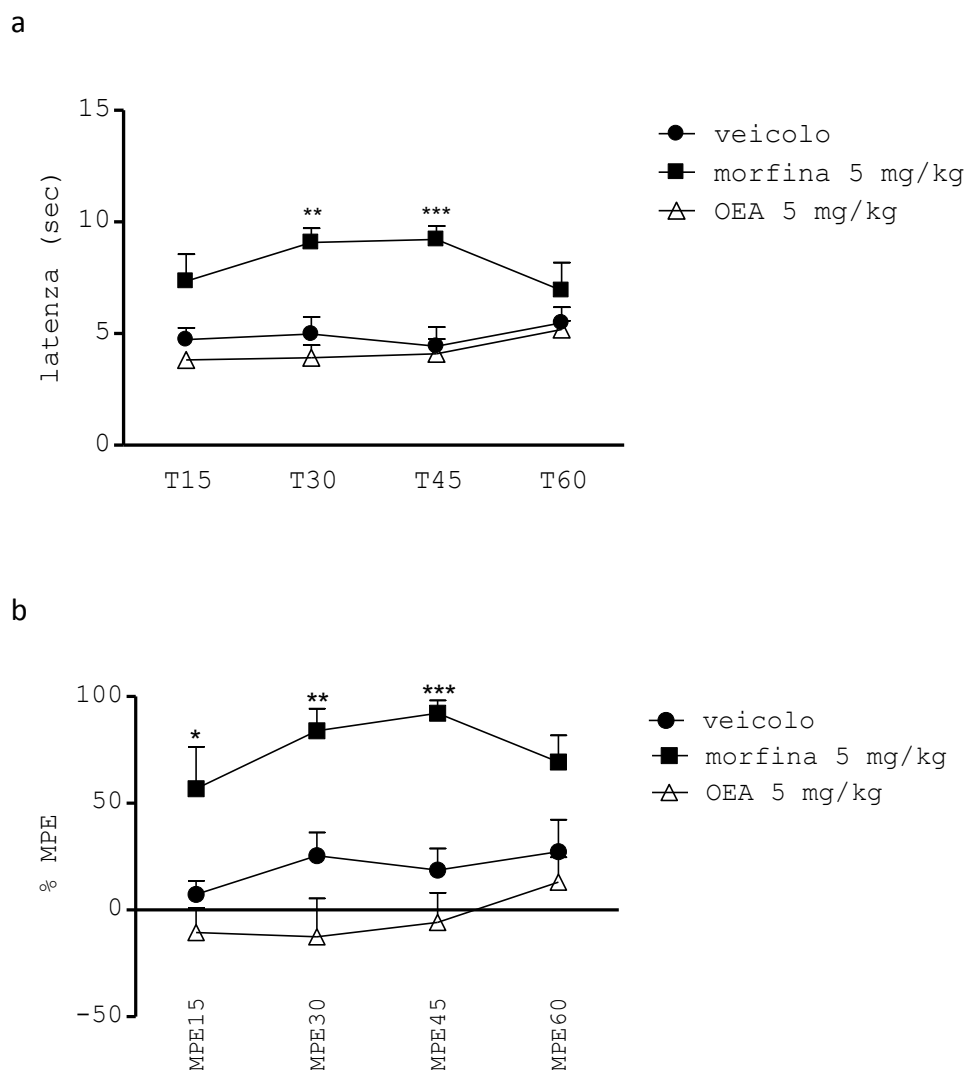 a
15
10
5
0
latenza (sec)
** ***
T15 T30 T45 T60
veicolo
morfina 5 mg/kg
OEA 5 mg/kg
b
100
50
0
-50
% MPE
* ** ***
MPE15 MPE30 MPE45 MPE60
veicolo
morfina 5 mg/kg
OEA 5 mg/kg